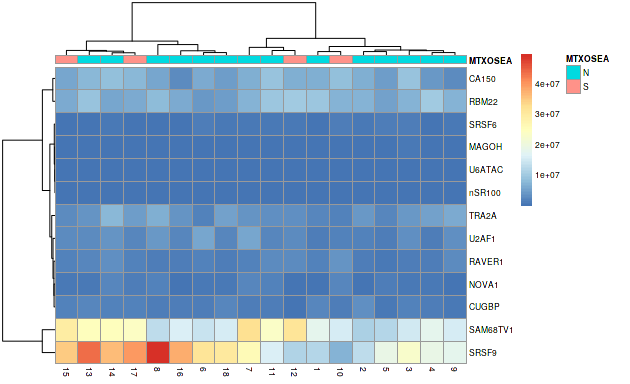 MTXOSEA
CA150
RBM22
SRSF6
MAGOH
U6ATAC
nSR100
TRA2A
U2AF1
RAVER1
NOVA1
CUGBP
SAM68TV1
SRSF9
15 13 14 17 8 16 6 18 7 11 12 1 10 2 5 3 4 9
4e+07
3e+07
2e+07
1e+07
MTXOSEA
N
S